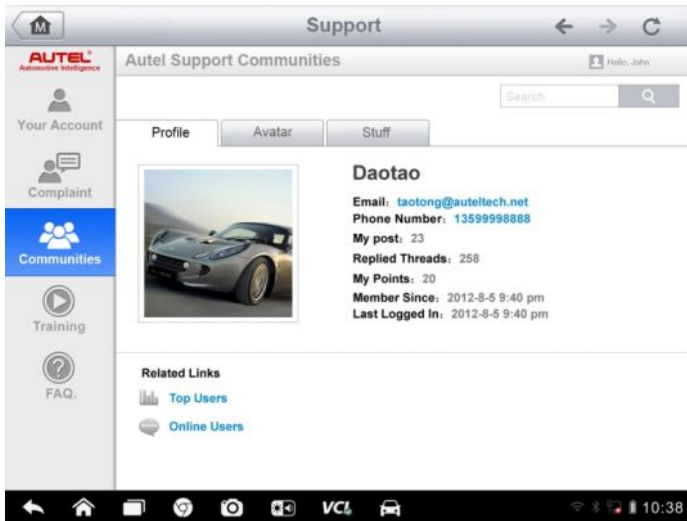 M
Support
AUTEL®
Automotive Intelligence
Autel Support Communities
Hello, John
Search
Your Account
Complaint
Communities
Training
FAQ.
Profile
Avatar
Stuff
Daotao
Email: taotong@auteltech.net
Phone Number: 13599998888
My post: 23
Replied Threads: 258
My Points: 20
Member Since: 2012-8-5 9:40 pm
Last Logged In: 2012-8-5 9:40 pm
Related Links
Top Users
Online Users
VCI
10:38